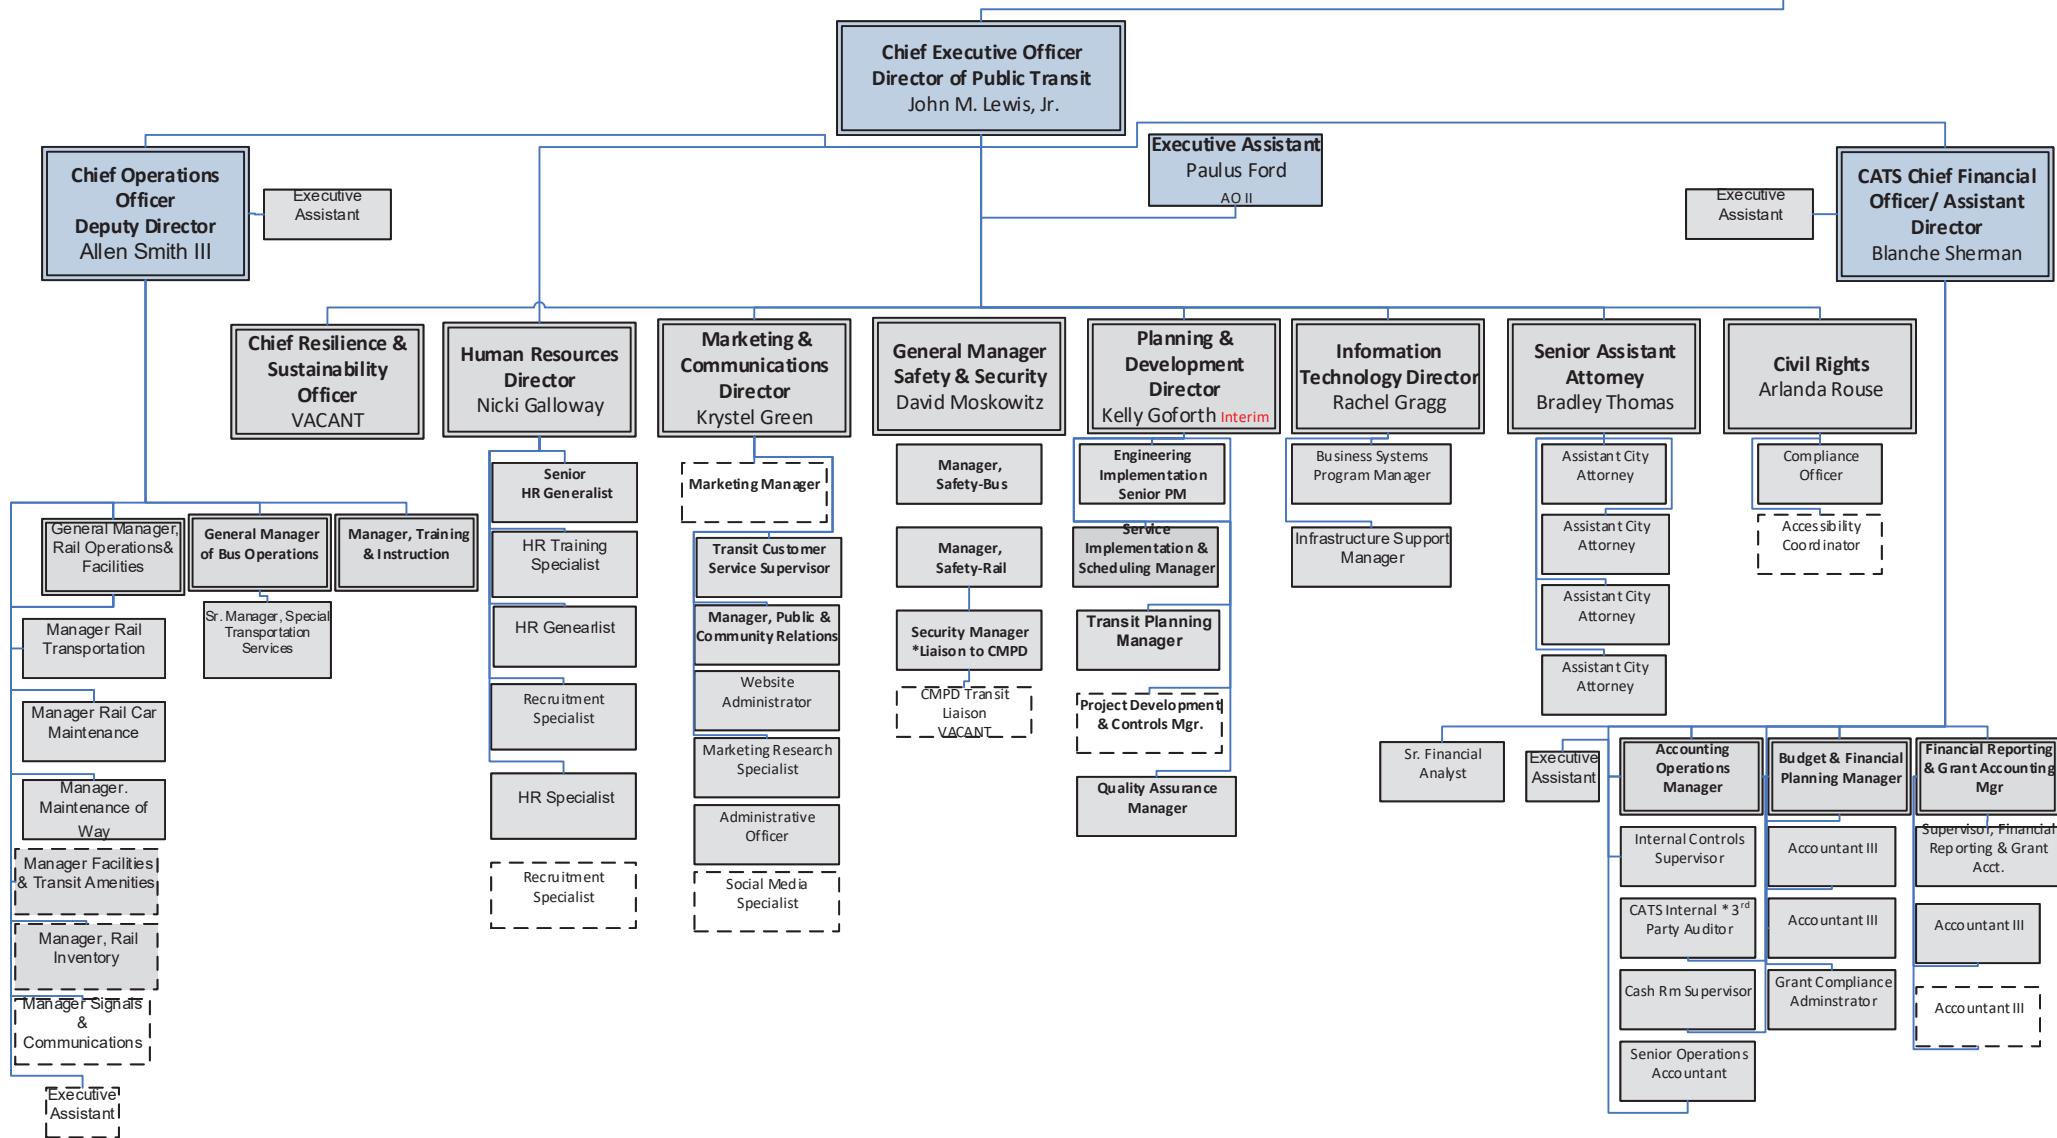 Chief Executive Officer
Director of Public Transit
John M. Lewis, Jr.
Executive Assistant
Paulus Ford
AO II
Chief Operations
Officer
Deputy Director
Allen Smith III
Executive
Assistant
Executive
Assistant
CATS Chief Financial
Officer/ Assistant
Director
Blanche Sherman
Chief Resilience &
Sustainability
Officer
VACANT
Human Resources
Director
Nicki Galloway
Marketing &
Communications
Director
Krystel Green
General Manager
Safety & Security
David Moskowitz
Planning &
Development
Director
Kelly Goforth Interim
Information
Technology Director
Rachel Gragg
Senior Assistant
Attorney
Bradley Thomas
Civil Rights
Arlanda Rouse
General Manager,
Rail Operations&
Facilities
General Manager
of Bus Operations
Manager, Training
& Instruction
Manager Rail
Transportation
Sr. Manager, Special
Transportation
Services
Manager Rail Car
Maintenance
Manager.
Maintenance of
Way
Manager Facilities
& Transit Amenities
Manager, Rail
Inventory
Manager Signals
&
Communications
Executive
Assistant
Senior
HR Generalist
HR Training
Specialist
HR Genearlist
Recruitment
Specialist
HR Specialist
Recruitment
Specialist
Marketing Manager
Transit Customer
Service Supervisor
Manager, Public &
Community Relations
Website
Administrator
Marketing Research
Specialist
Administrative
Officer
Social Media
Specialist
Manager,
Safety-Bus
Manager,
Safety-Rail
Security Manager
*Liaison to CMPD
CMPD Transit
Liaison
VACANT
Engineering
Implementation
Senior PM
Service
Implementation &
Scheduling Manager
Transit Planning
Manager
Project Development
& Controls Mgr.
Quality Assurance
Manager
Business Systems
Program Manager
Infrastructure Support
Manager
Assistant City
Attorney
Assistant City
Attorney
Assistant City
Attorney
Assistant City
Attorney
Compliance
Officer
Accessibility
Coordinator
Sr. Financial
Analyst
Executive
Assistant
Accounting
Operations
Manager
Budget & Financial
Planning Manager
Financial Reporting
& Grant Accounting
Mgr
Internal Controls
Supervisor
CATS Internal * 3rd
Party Auditor
Cash Rm Supervisor
Senior Operations
Accountant
Accountant III
Accountant III
Grant Compliance
Adminstrator
Supervisor, Financial
Reporting & Grant
Acct.
Accountant III
Accountant III